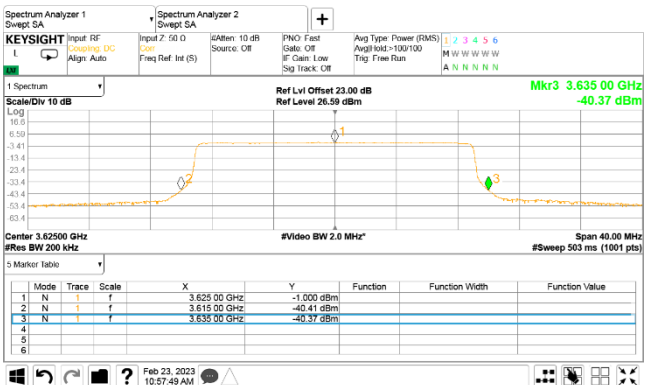 Spectrum Analyzer 1
Swept SA
Spectrum Analyzer 2
Swept SA
+
KEYSIGHT
L
Input: RF
Coupling: DC
Align: Auto
Input Z: 50 Ω
Corr
Freq Ref: Int (S)
#Atten: 10 dB
Source: Off
PNO: Fast
Gate: Off
IF Gain: Low
Sig Track: Off
Avg Type: Power (RMS)
Avg|Hold:>100/100
Trig: Free Run
1 2 3 4 5 6
M W W W W W
A N N N N N
1 Spectrum
Scale/Div 10 dB
Ref Lvl Offset 23.00 dB
Ref Level 26.59 dBm
Mkr3 3.635 00 GHz
-40.37 dBm
Log
16.6
6.59
-3.41
-13.4
-23.4
-33.4
-43.4
-53.4
-63.4
1
2
3
Center 3.62500 GHz
#Res BW 200 kHz
#Video BW 2.0 MHz*
Span 40.00 MHz
#Sweep 503 ms (1001 pts)
5 Marker Table
Mode Trace Scale X Y Function Function Width Function Value
1 N 1 f 3.625 00 GHz -1.000 dBm
2 N 1 f 3.615 00 GHz -40.41 dBm
3 N 1 f 3.635 00 GHz -40.37 dBm
4
5
6
?
Feb 23, 2023
10:57:49 AM